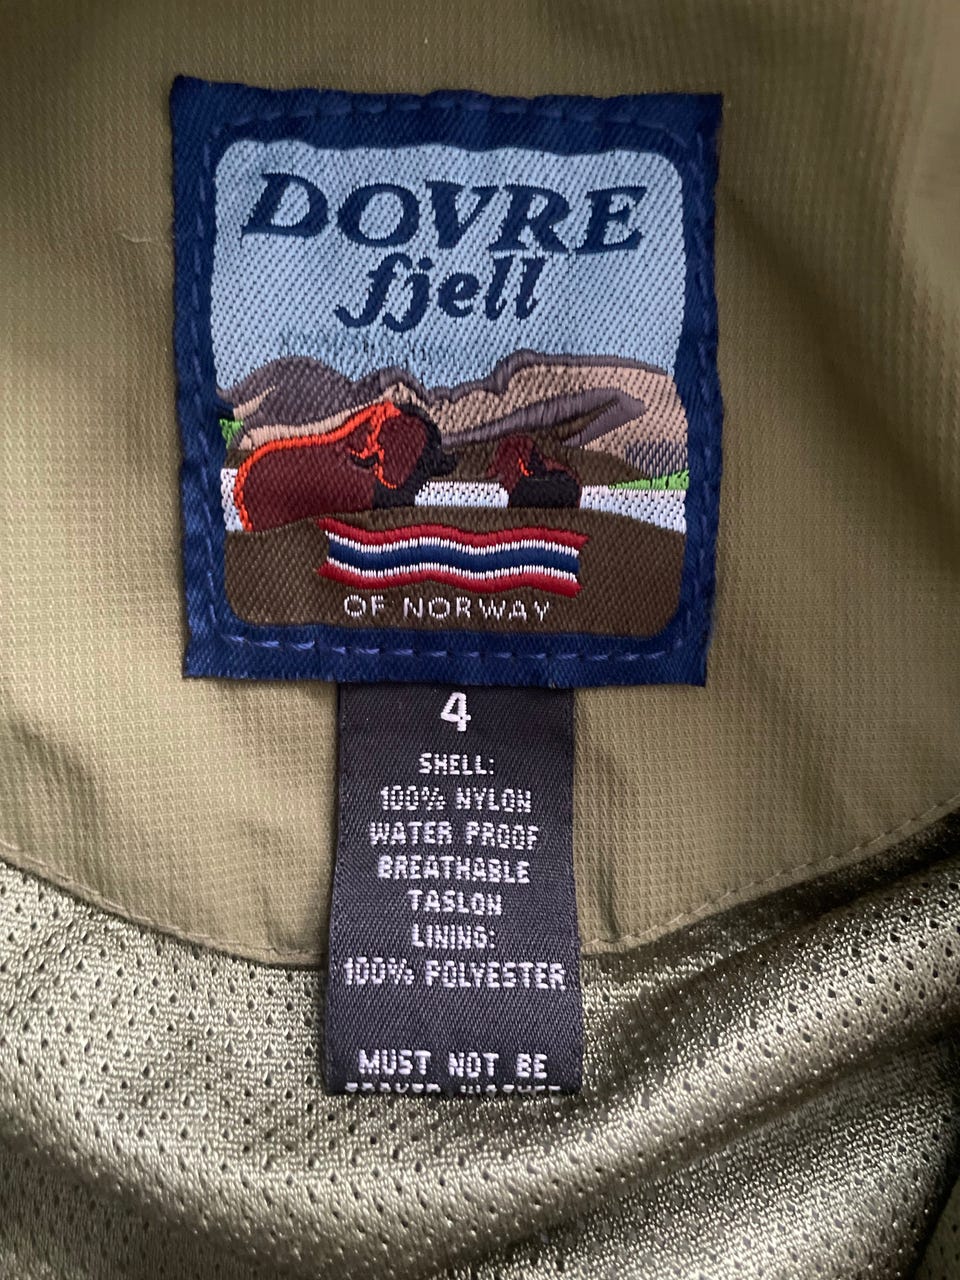 DOVRE
fjell
OF NORWAY
4
SHELL:
100% NYLON
WATER PROOF
BREATHABLE
TASLON
LINING:
100% POLYESTER
MUST NOT BE